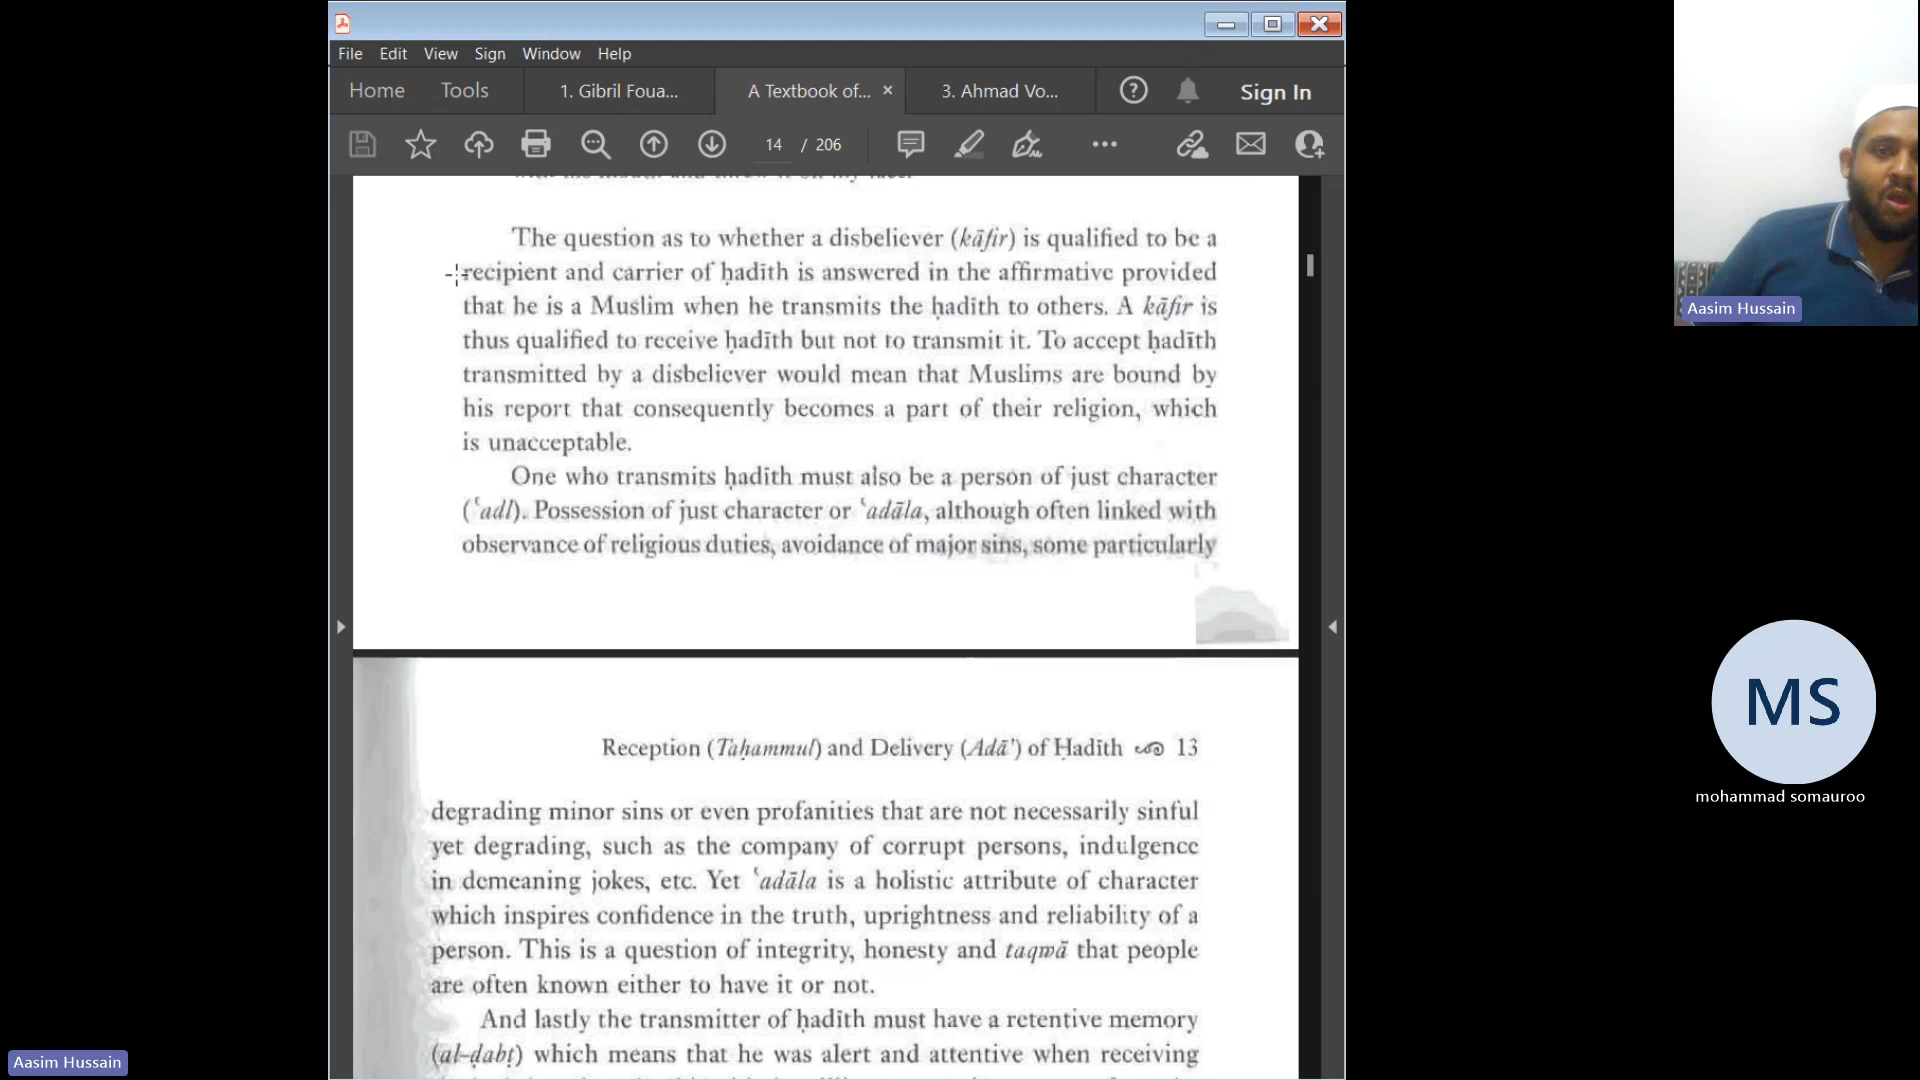 File Edit View Sign Window Help
Home Tools 1. Gibril Foua... A Textbook of... × 3. Ahmad Vo... Sign In
14 / 206
The question as to whether a disbeliever (kāfir) is qualified to be a
recipient and carrier of ḥadīth is answered in the affirmative provided
that he is a Muslim when he transmits the ḥadīth to others. A kāfir is
thus qualified to receive ḥadīth but not to transmit it. To accept ḥadīth
transmitted by a disbeliever would mean that Muslims are bound by
his report that consequently becomes a part of their religion, which
is unacceptable.
One who transmits ḥadīth must also be a person of just character
(ʿadl). Possession of just character or ʿadāla, although often linked with
observance of religious duties, avoidance of major sins, some particularly
Reception (Taḥammul) and Delivery (Adāʾ) of Ḥadīth 13
degrading minor sins or even profanities that are not necessarily sinful
yet degrading, such as the company of corrupt persons, indulgence
in demeaning jokes, etc. Yet ʿadāla is a holistic attribute of character
which inspires confidence in the truth, uprightness and reliability of a
person. This is a question of integrity, honesty and taqwā that people
are often known either to have it or not.
And lastly the transmitter of ḥadīth must have a retentive memory
(al-ḍabṭ) which means that he was alert and attentive when receiving
Aasim Hussain
MS
mohammad somauroo
Aasim Hussain